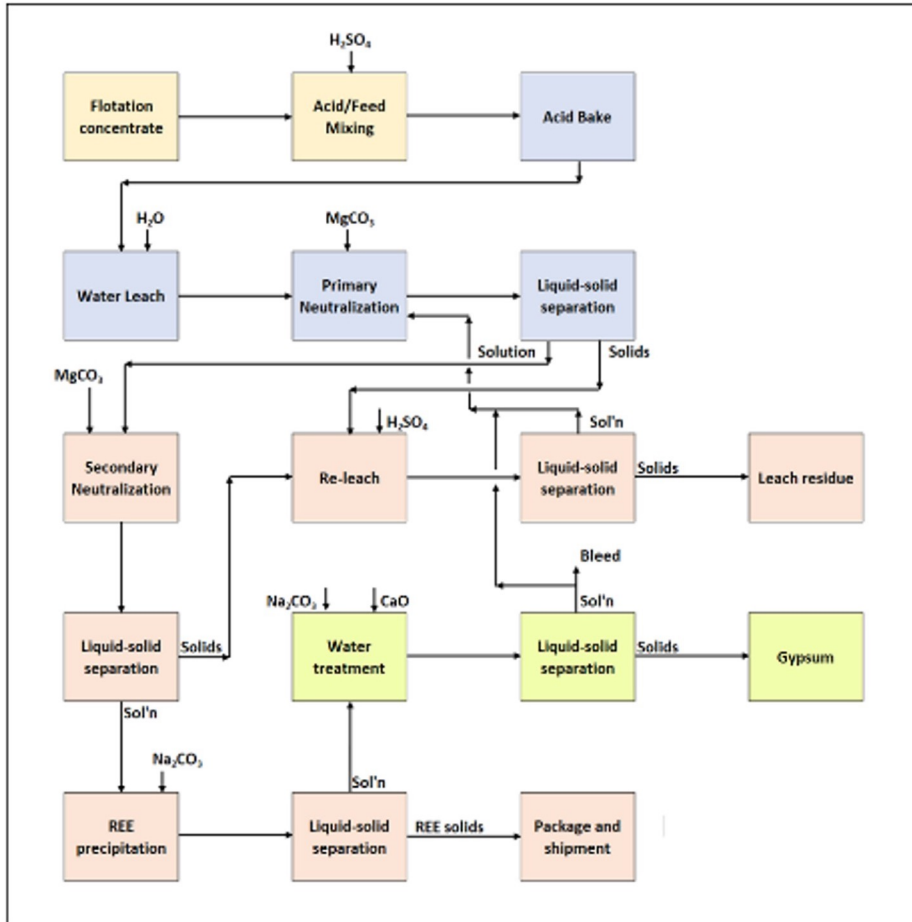 H₂SO₄
Flotation
concentrate
Acid/Feed
Mixing
Acid Bake
H₂O
MgCO₃
Water Leach
Primary
Neutralization
Liquid-solid
separation
Solution
Solids
MgCO₃
H₂SO₄
Sol'n
Secondary
Neutralization
Re-leach
Liquid-solid
separation
Solids
Leach residue
Bleed
Na₂CO₃
CaO
Sol'n
Liquid-solid
separation
Solids
Water
treatment
Liquid-solid
separation
Solids
Gypsum
Sol'n
Na₂CO₃
Sol'n
REE
precipitation
Liquid-solid
separation
REE solids
Package and
shipment